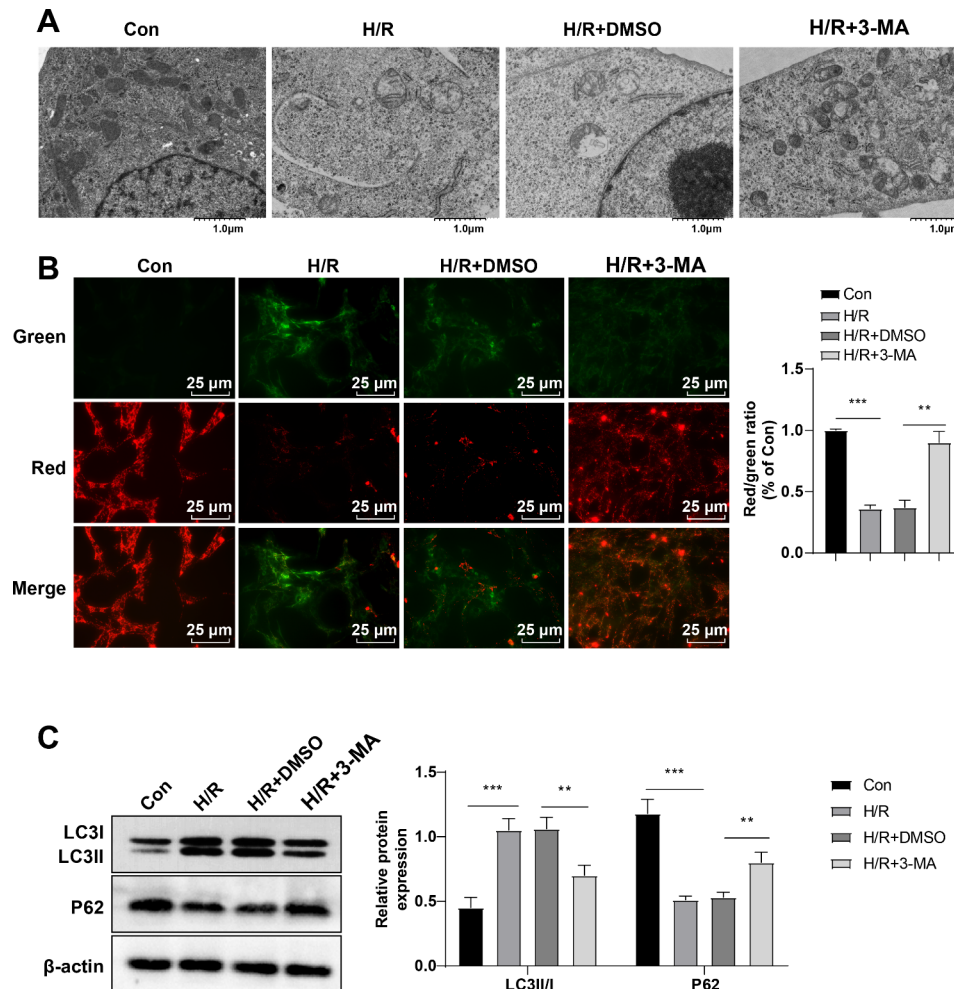 A
Con H/R H/R+DMSO H/R+3-MA
1.0μm 1.0μm 1.0μm 1.0μm
B
Con H/R H/R+DMSO H/R+3-MA
Green
25 μm 25 μm 25 μm 25 μm
Red
25 μm 25 μm 25 μm 25 μm
Merge
25 μm 25 μm 25 μm 25 μm
Con
H/R
H/R+DMSO
H/R+3-MA
Red/green ratio
(% of Con)
1.5
1.0
0.5
0.0
*** **
C
Con H/R H/R+DMSO H/R+3-MA
LC3I
LC3II
P62
β-actin
Relative protein
expression
1.5
1.0
0.5
0.0
*** ** *** **
LC3II/I P62
Con
H/R
H/R+DMSO
H/R+3-MA